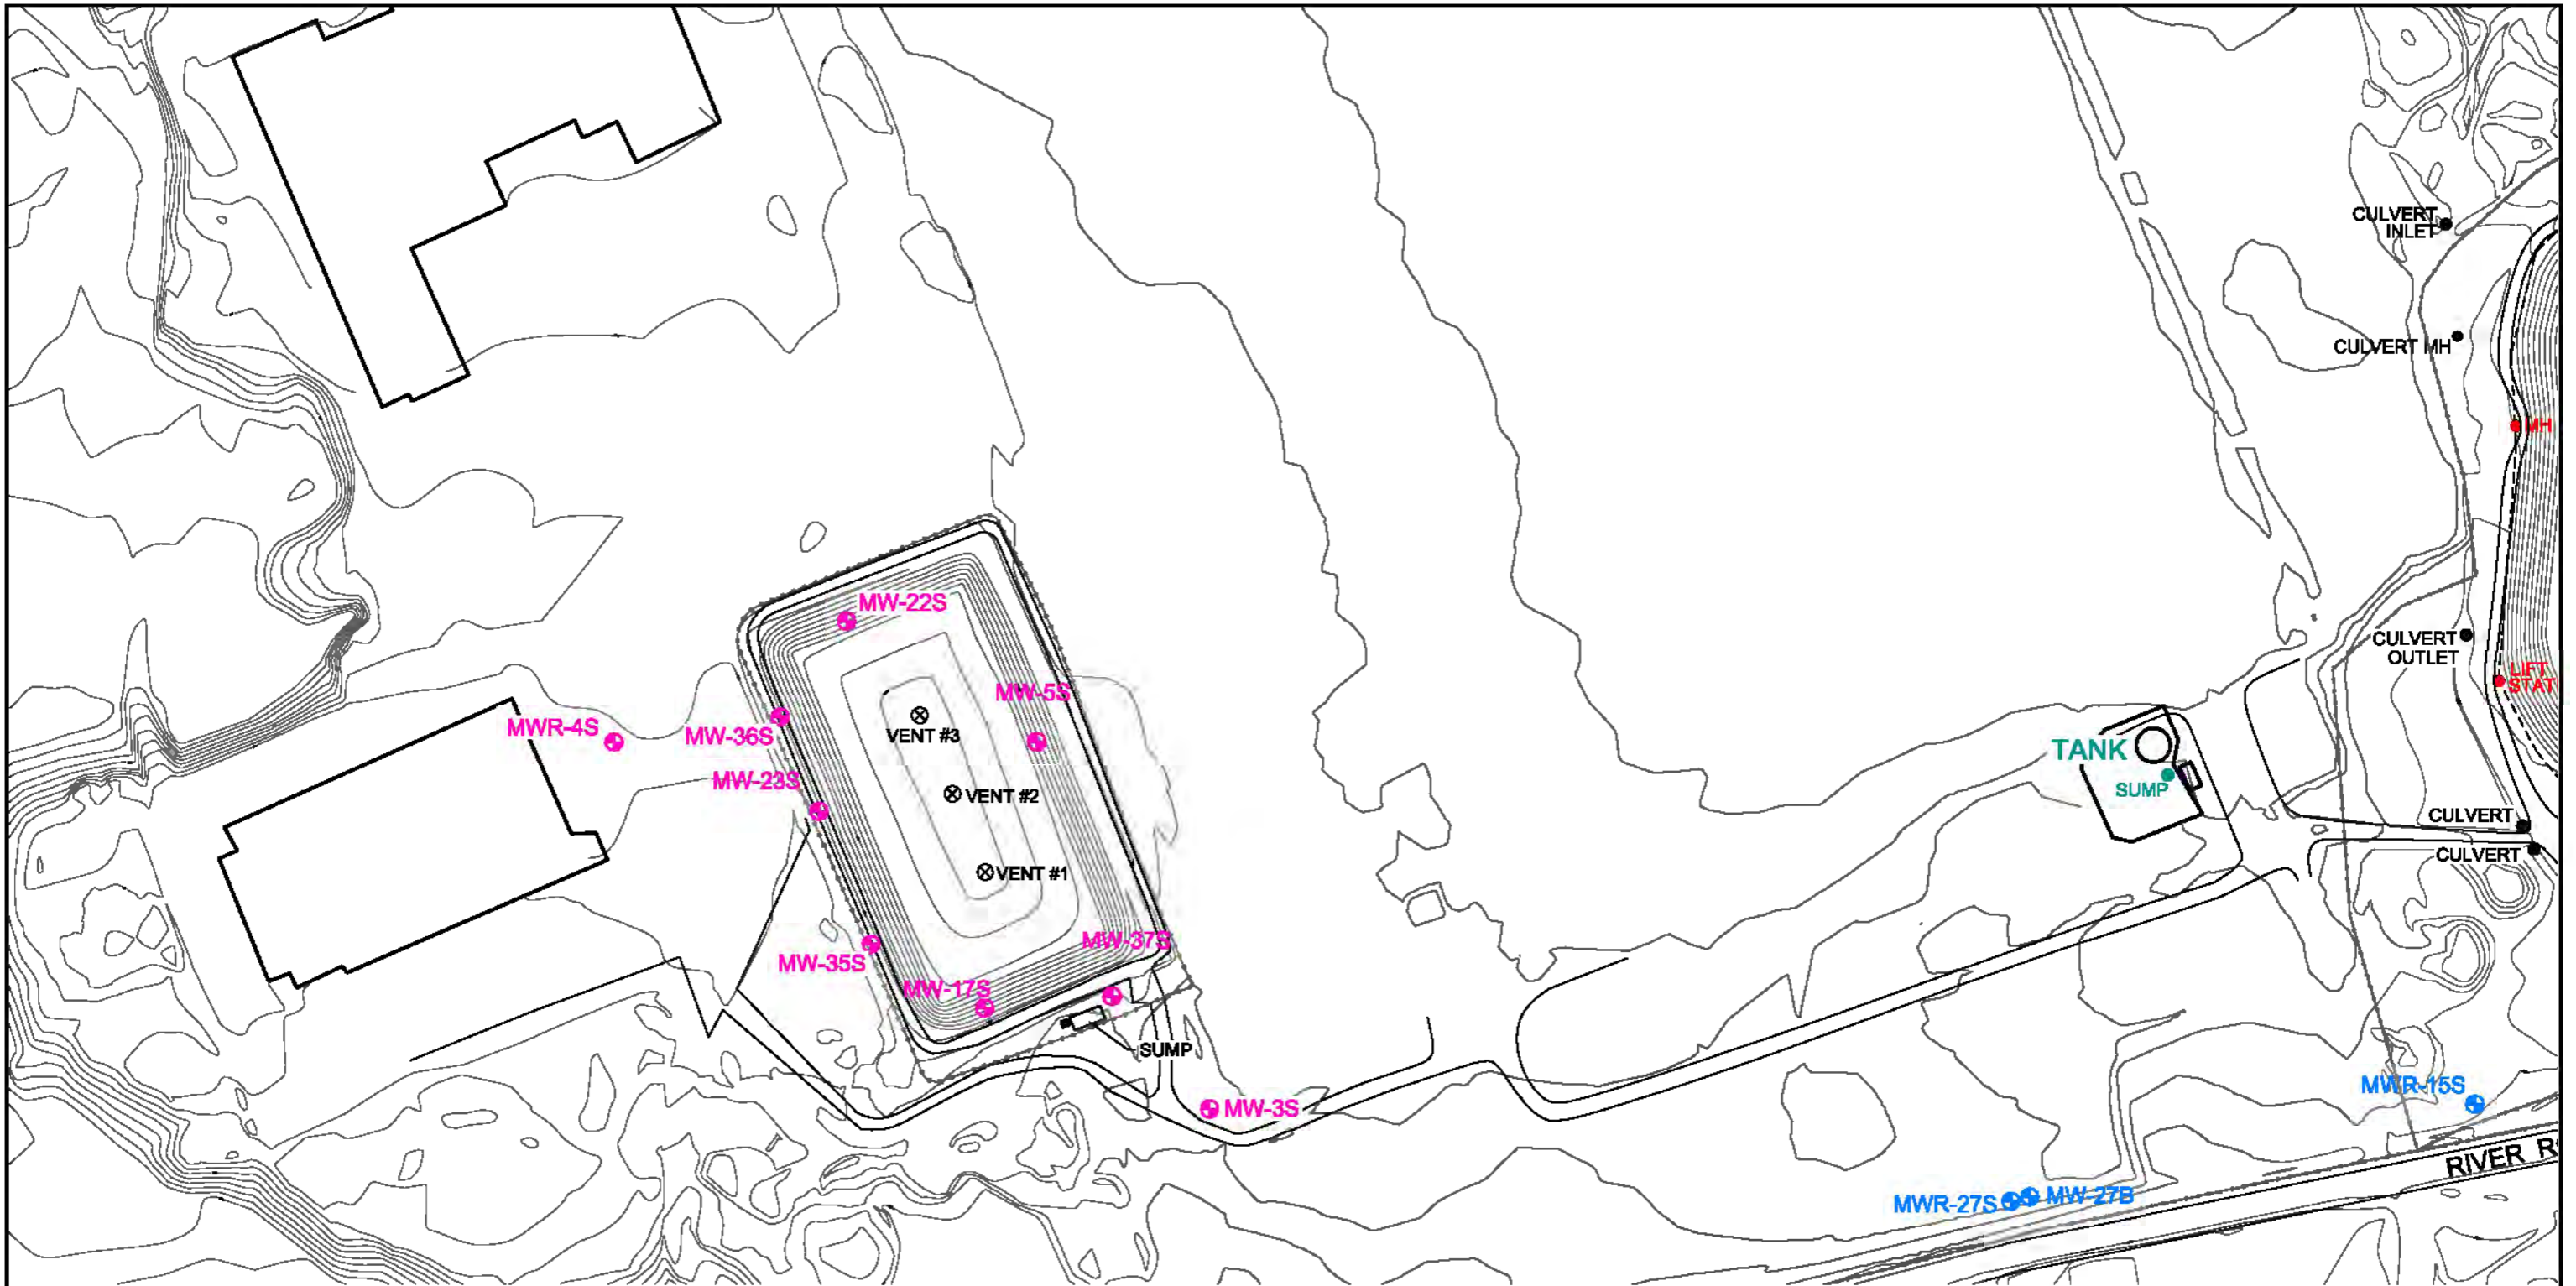 CULVERT
INLET
CULVERT MH
MH
MW-22S
CULVERT
OUTLET
LIFT
STAT
MW-5S
MWR-4S
MW-36S
VENT #3
TANK
MW-23S
SUMP
VENT #2
CULVERT
CULVERT
VENT #1
MW-37S
MW-35S
MW-17S
SUMP
MWR-15S
MW-3S
RIVER R
MWR-27S
MW-27B